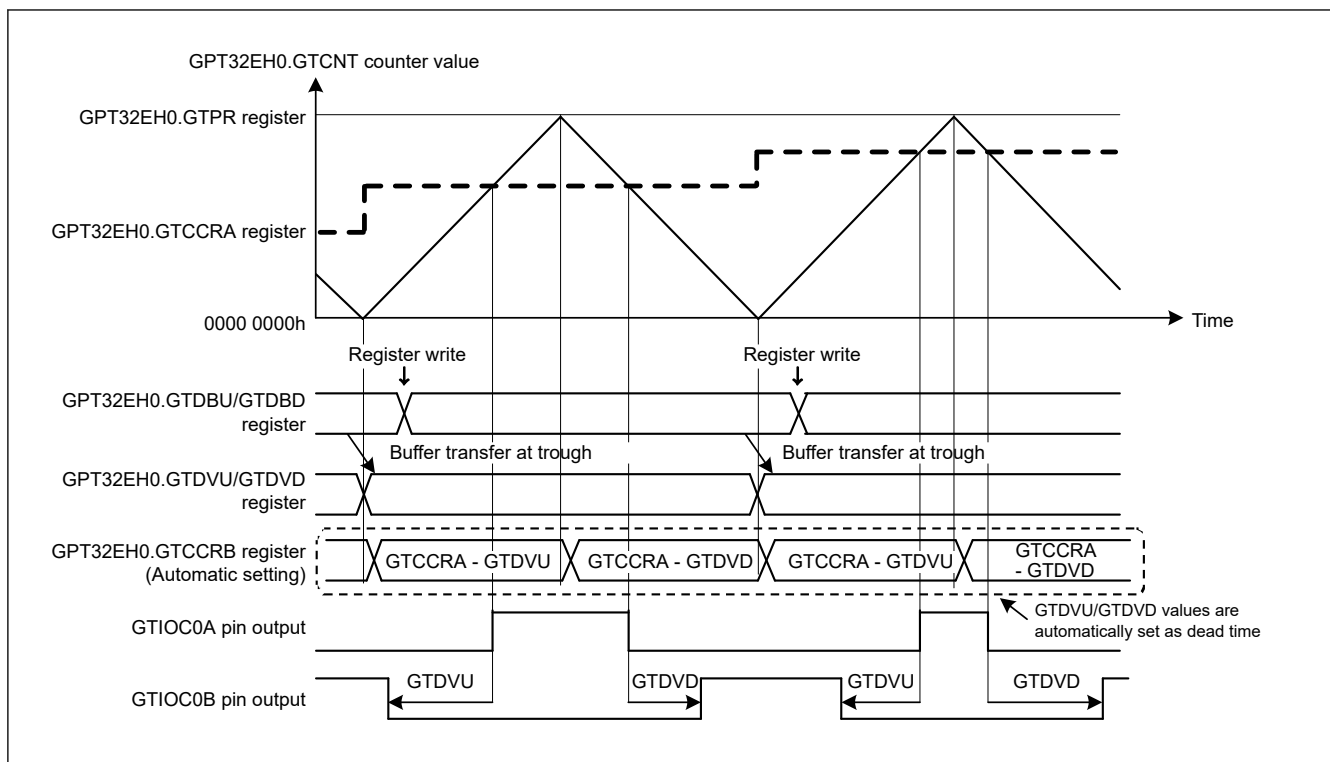 GPT32EH0.GTCNT counter value
GPT32EH0.GTPR register
GPT32EH0.GTCCRA register
0000 0000h
Time
Register write
Register write
GPT32EH0.GTDBU/GTDBD
register
Buffer transfer at trough
Buffer transfer at trough
GPT32EH0.GTDVU/GTDVD
register
GPT32EH0.GTCCRB register
(Automatic setting)
GTCCRA - GTDVU
GTCCRA - GTDVD
GTCCRA - GTDVU
GTCCRA
- GTDVD
GTIOC0A pin output
GTDVU/GTDVD values are
automatically set as dead time
GTIOC0B pin output
GTDVU
GTDVD
GTDVU
GTDVD